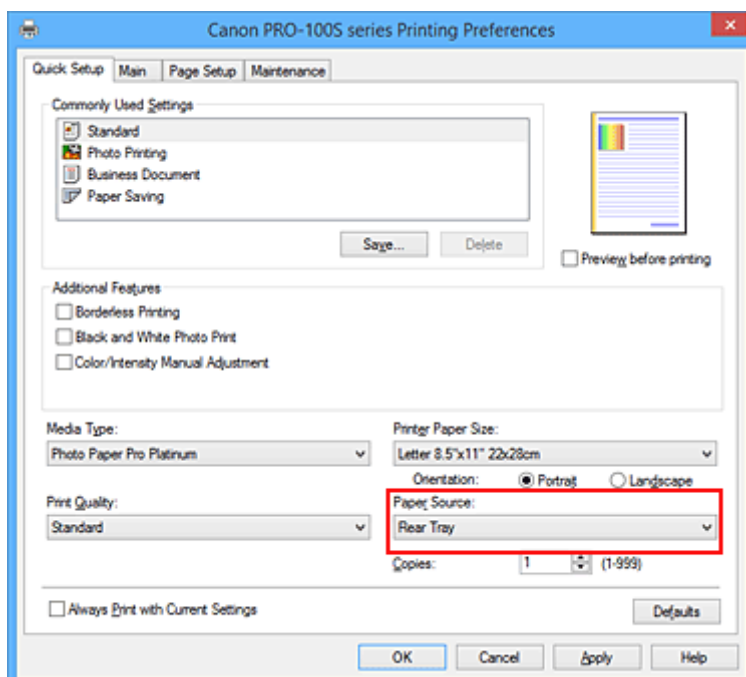 Canon PRO-100S series Printing Preferences
Quick Setup Main Page Setup Maintenance
Commonly Used Settings
Standard
Photo Printing
Business Document
Paper Saving
Save... Delete
Preview before printing
Additional Features
Borderless Printing
Black and White Photo Print
Color/Intensity Manual Adjustment
Media Type:
Photo Paper Pro Platinum
Printer Paper Size:
Letter 8.5"x11" 22x28cm
Orientation: Portrait Landscape
Print Quality:
Standard
Paper Source:
Rear Tray
Copies: 1 (1-999)
Always Print with Current Settings
Defaults
OK Cancel Apply Help